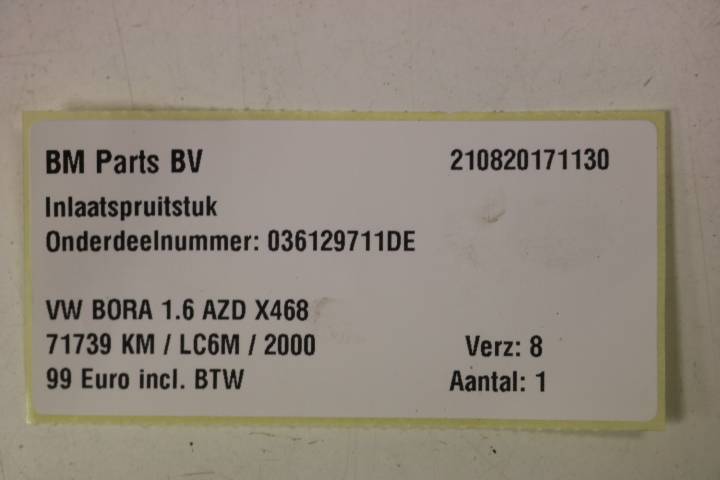 BM Parts BV 210820171130
Inlaatspruitstuk
Onderdeelnummer: 036129711DE
VW BORA 1.6 AZD X468
71739 KM / LC6M / 2000 Verz: 8
99 Euro incl. BTW Aantal: 1